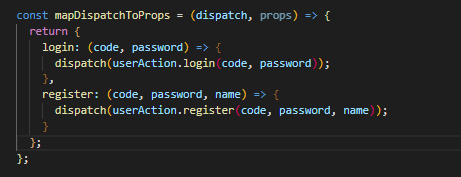 const mapDispatchToProps = (dispatch, props) => {
  return {
    login: (code, password) => {
      dispatch(userAction.login(code, password));
    },
    register: (code, password, name) => {
      dispatch(userAction.register(code, password, name));
    }
  };
};